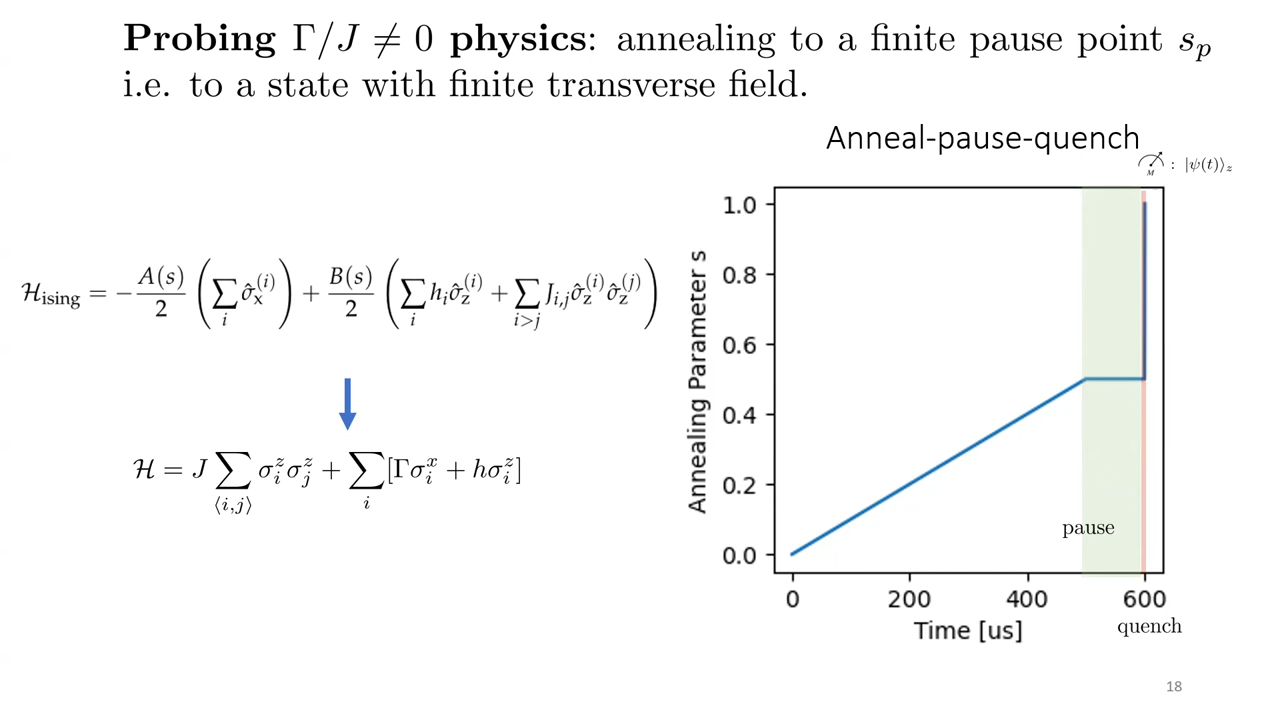 Probing Γ/J ≠ 0 physics: annealing to a finite pause point s_p
i.e. to a state with finite transverse field.
Anneal-pause-quench
M : |ψ(t)⟩_z
ℋ_ising = − A(s)/2 (∑_i σ̂_x^(i)) + B(s)/2 (∑_i h_i σ̂_z^(i) + ∑_{i>j} J_{i,j} σ̂_z^(i) σ̂_z^(j))
ℋ = J ∑_{⟨i,j⟩} σ_i^z σ_j^z + ∑_i [Γσ_i^x + hσ_i^z]
Annealing Parameter s
1.0
0.8
0.6
0.4
0.2
0.0
pause
0 200 400 600
Time [us]
quench
18